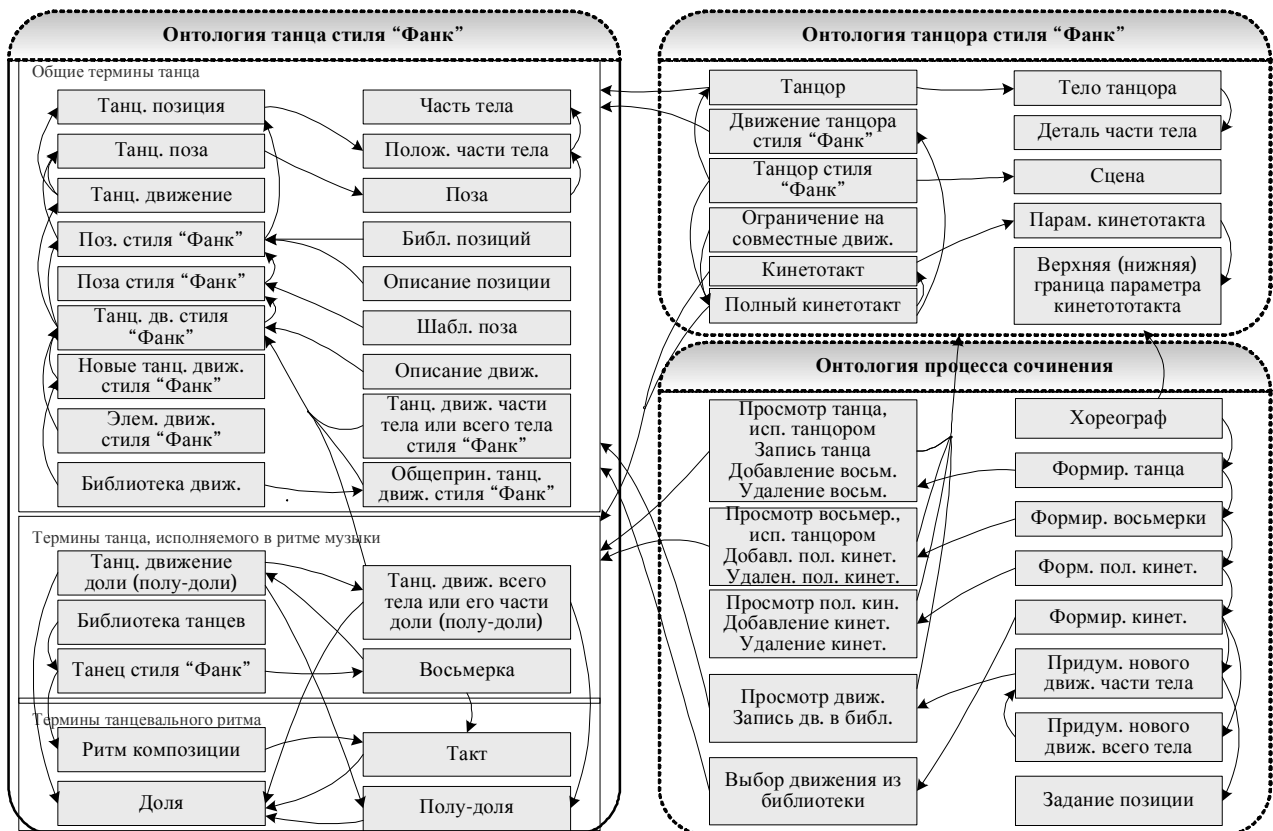 Онтология танца стиля “Фанк”
Общие термины танца
Танц. позиция
Танц. поза
Танц. движение
Поз. стиля “Фанк”
Поза стиля “Фанк”
Танц. дв. стиля
“Фанк”
Новые танц. движ.
стиля “Фанк”
Элем. движ.
стиля “Фанк”
Библиотека движ.
Часть тела
Полож. части тела
Поза
Библ. позиций
Описание позиции
Шабл. поза
Описание движ.
Танц. движ. части
тела или всего тела
стиля “Фанк”
Общеприн. танц.
движ. стиля “Фанк”
Термины танца, исполняемого в ритме музыки
Танц. движение
доли (полу-доли)
Библиотека танцев
Танец стиля “Фанк”
Танц. движ. всего
тела или его части
доли (полу-доли)
Восьмерка
Термины танцевального ритма
Ритм композиции
Доля
Такт
Полу-доля
Онтология танцора стиля “Фанк”
Танцор
Движение танцора
стиля “Фанк”
Танцор стиля
“Фанк”
Ограничение на
совместные движ.
Кинетотакт
Полный кинетотакт
Тело танцора
Деталь части тела
Сцена
Парам. кинетотакта
Верхняя (нижняя)
граница параметра
кинетототакта
Онтология процесса сочинения
Просмотр танца,
исп. танцором
Запись танца
Добавление восьм.
Удаление восьм.
Просмотр восьмер.,
исп. танцором
Добавл. пол. кинет.
Удален. пол. кинет.
Просмотр пол. кин.
Добавление кинет.
Удаление кинет.
Просмотр движ.
Запись дв. в библ.
Выбор движения из
библиотеки
Хореограф
Формир. танца
Формир. восьмерки
Форм. пол. кинет.
Формир. кинет.
Придум. нового
движ. части тела
Придум. нового
движ. всего тела
Задание позиции